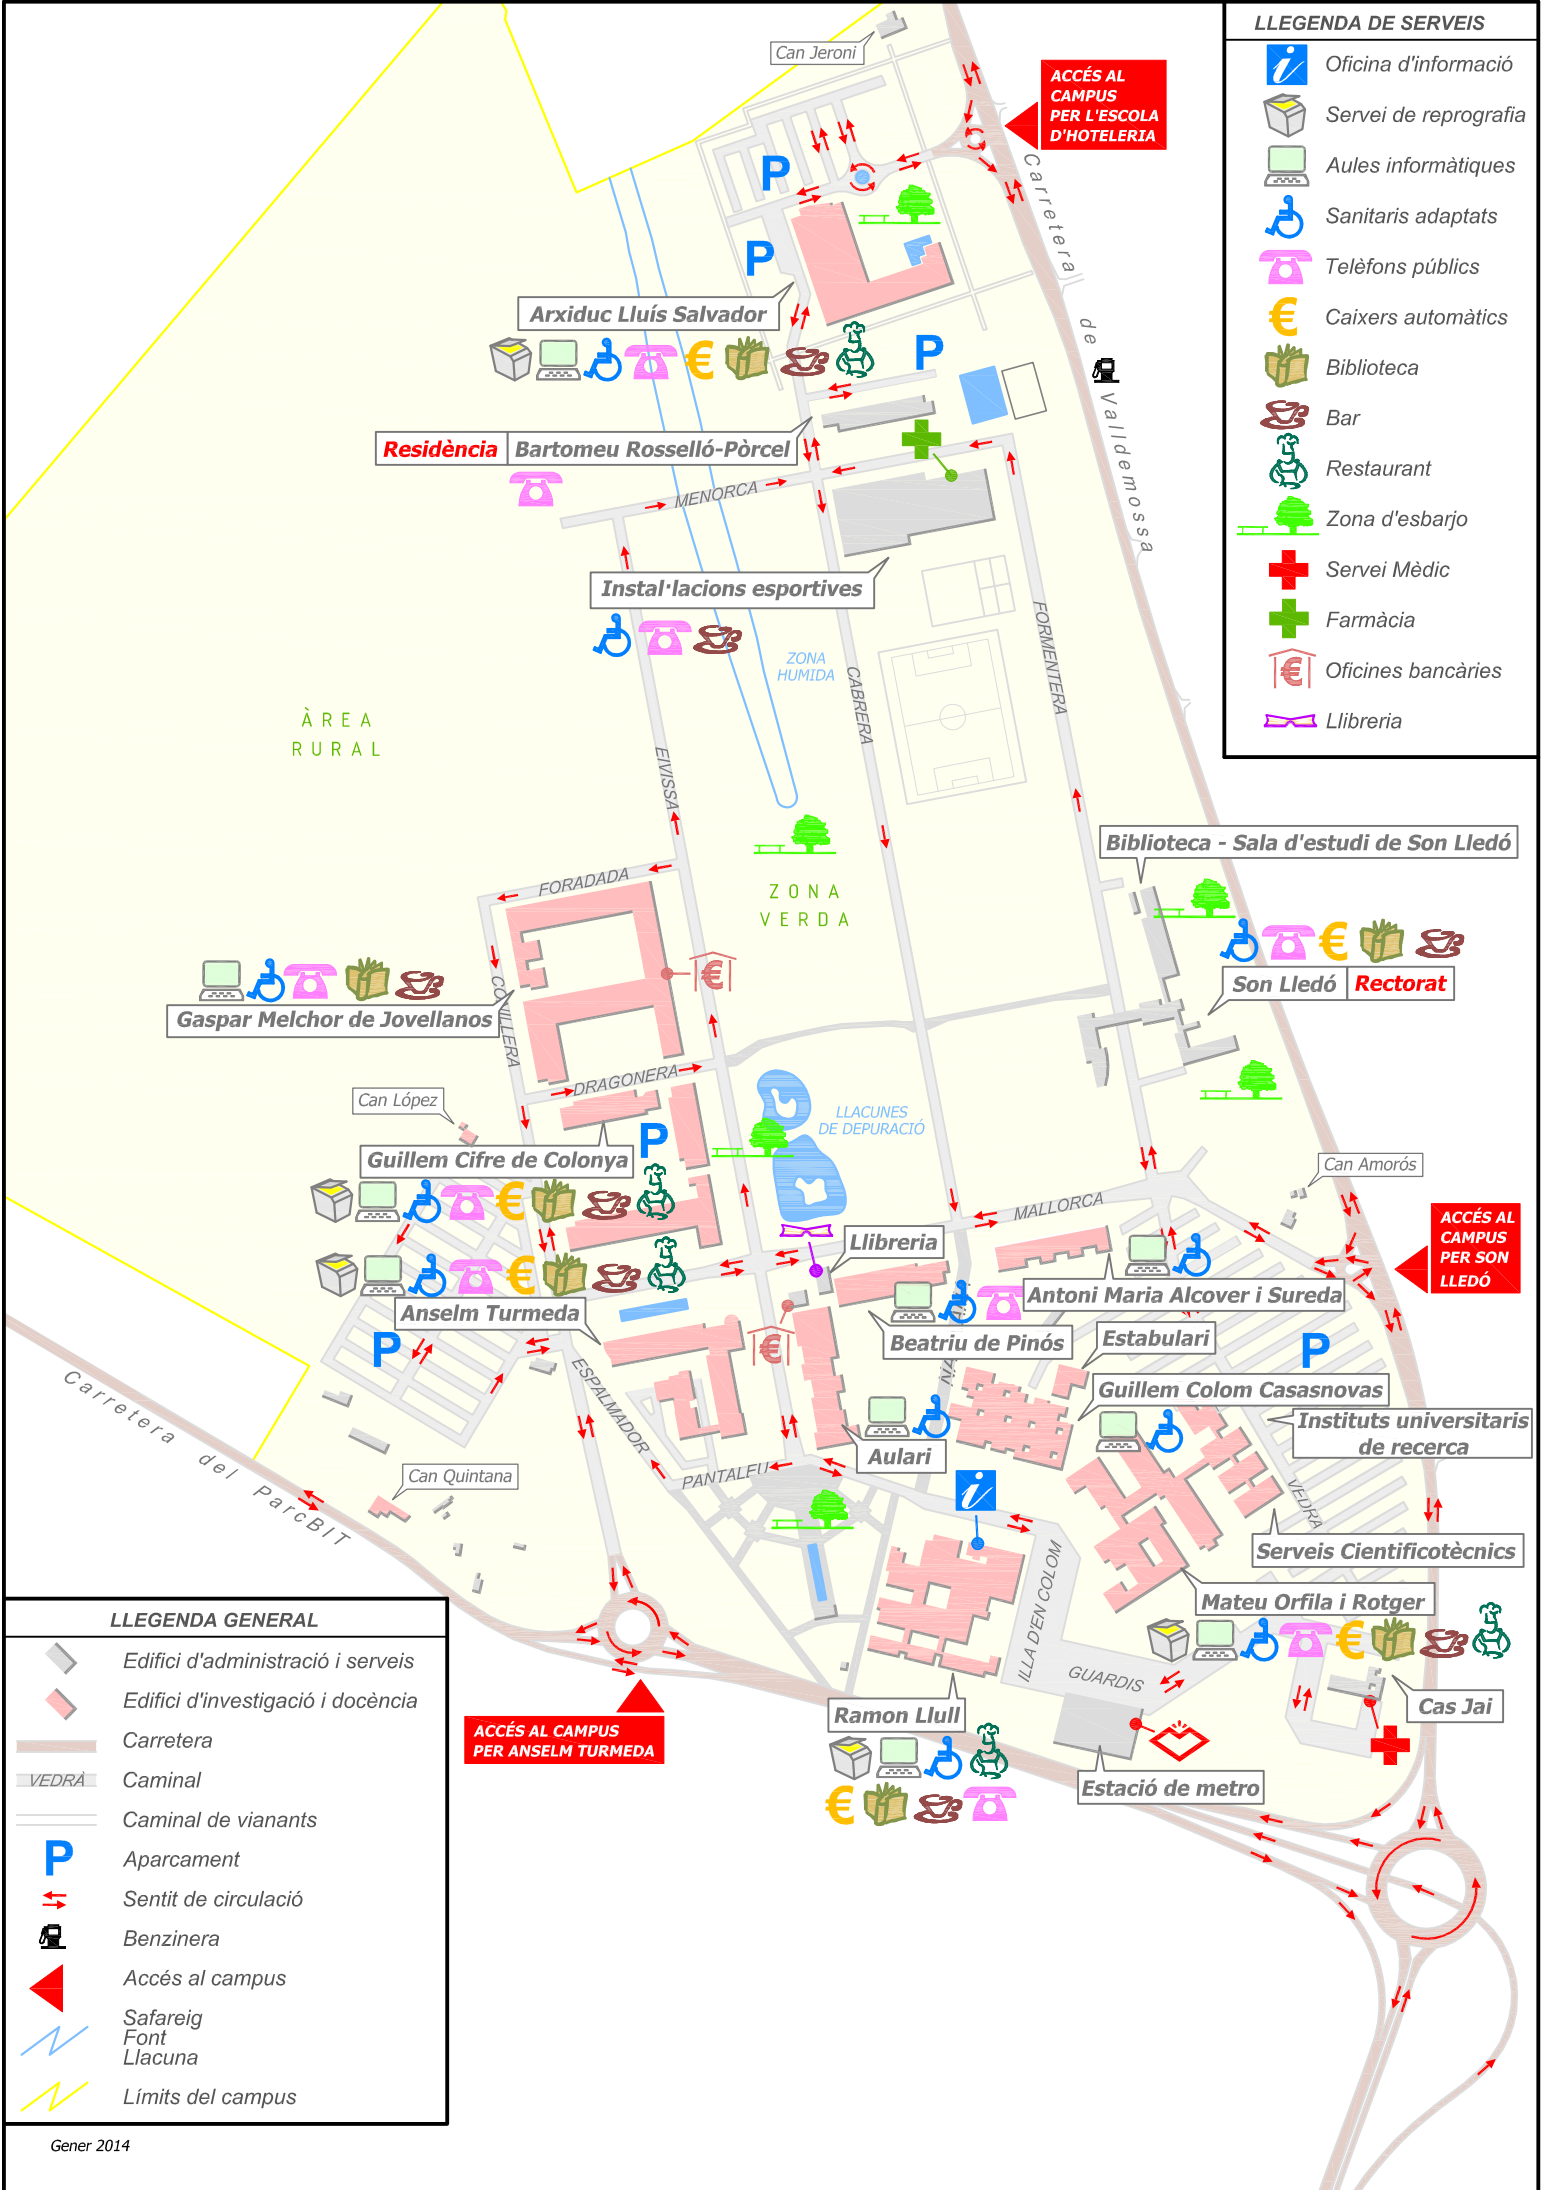 LLEGENDA DE SERVEIS
Oficina d'informació
Servei de reprografia
Aules informàtiques
Sanitaris adaptats
Telèfons públics
Caixers automàtics
Biblioteca
Bar
Restaurant
Zona d'esbarjo
Servei Mèdic
Farmàcia
Oficines bancàries
Llibreria
Can Jeroni
ACCÉS AL
CAMPUS
PER L'ESCOLA
D'HOTELERIA
Carretera de Valldemossa
P
P
Arxiduc Lluís Salvador
P
Residència
Bartomeu Rosselló-Pòrcel
MENORCA
Instal·lacions esportives
FORMENTERA
ZONA
HUMIDA
CABRERA
ÀREA
RURAL
EIVISSA
Biblioteca - Sala d'estudi de Son Lledó
FORADADA
ZONA
VERDA
Son Lledó
Rectorat
Gaspar Melchor de Jovellanos
CONILLERA
DRAGONERA
Can López
LLACUNES
DE DEPURACIÓ
P
Guillem Cifre de Colonya
Can Amorós
MALLORCA
ACCÉS AL
CAMPUS
PER SON
LLEDÓ
Llibreria
Antoni Maria Alcover i Sureda
Anselm Turmeda
Beatriu de Pinós
Estabulari
P
P
ESPALMADOR
Guillem Colom Casasnovas
Instituts universitaris
de recerca
Aulari
PANTALEU
Can Quintana
Carretera del ParcBIT
VEDRA
Serveis Cientificotècnics
ILLA D'EN COLOM
Mateu Orfila i Rotger
GUARDIS
Cas Jai
Ramon Llull
ACCÉS AL CAMPUS
PER ANSELM TURMEDA
Estació de metro
LLEGENDA GENERAL
Edifici d'administració i serveis
Edifici d'investigació i docència
Carretera
VEDRÀ
Caminal
Caminal de vianants
P
Aparcament
Sentit de circulació
Benzinera
Accés al campus
Safareig
Font
Llacuna
Límits del campus
Gener 2014